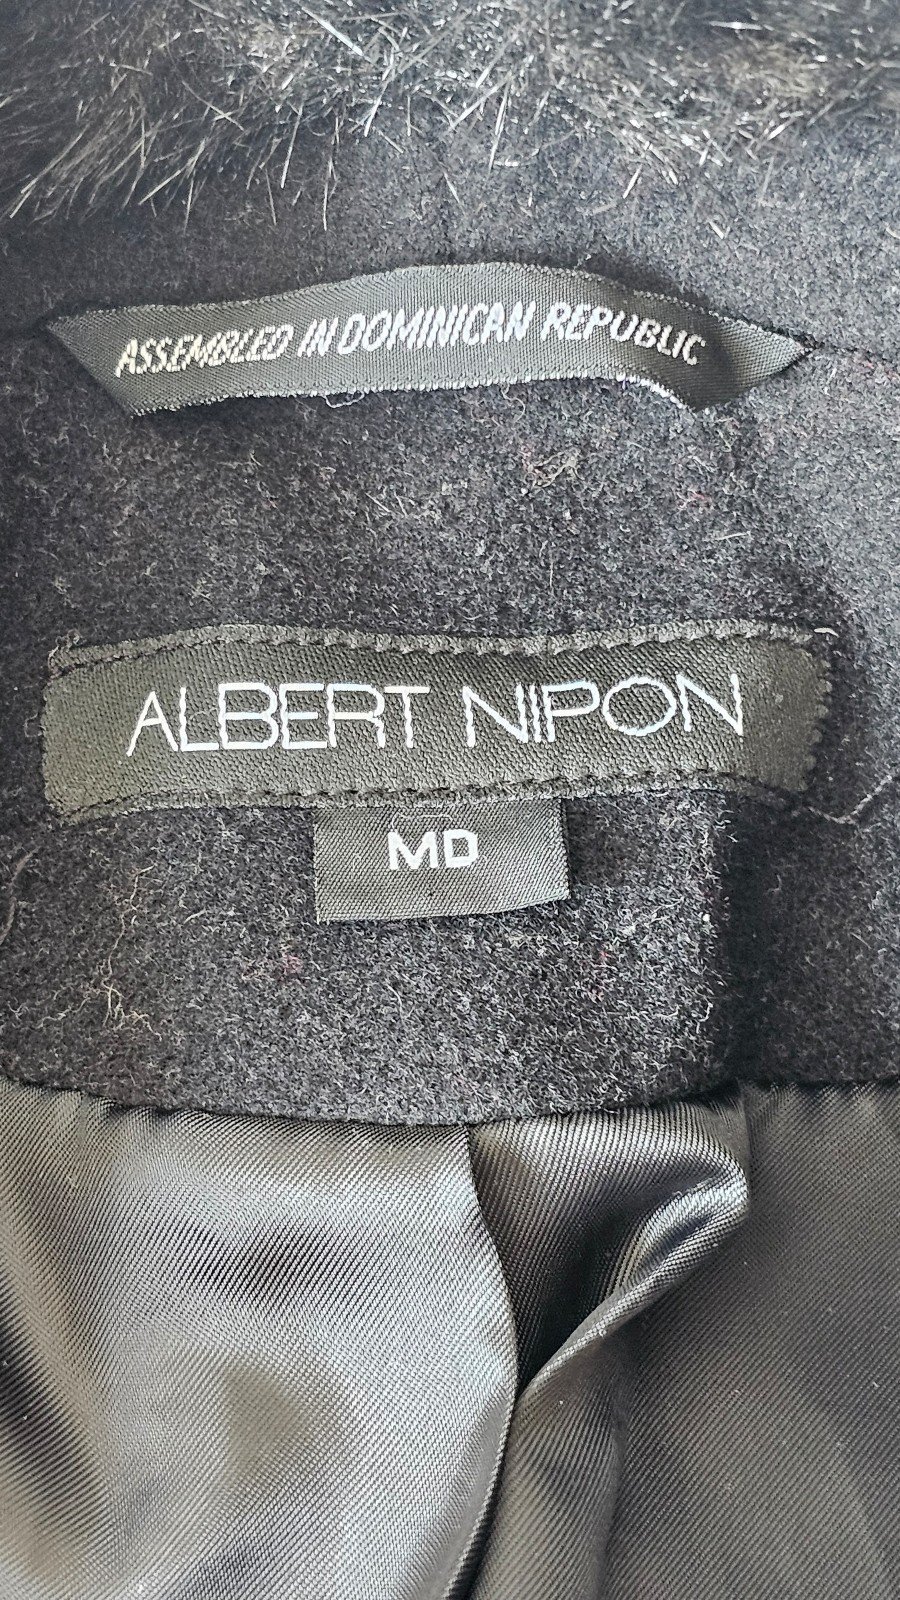 ASSEMBLED IN DOMINICAN REPUBLIC
ALBERT NIPON
MD